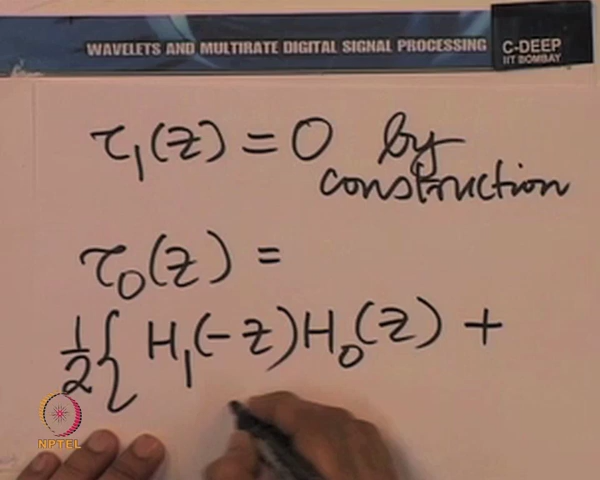 WAVELETS AND MULTIRATE DIGITAL SIGNAL PROCESSING
C-DEEP
IIT BOMBAY
τ₁(z) = 0 by
construction
τ₀(z) =
½{ H₁(-z)H₀(z) +
NPTEL